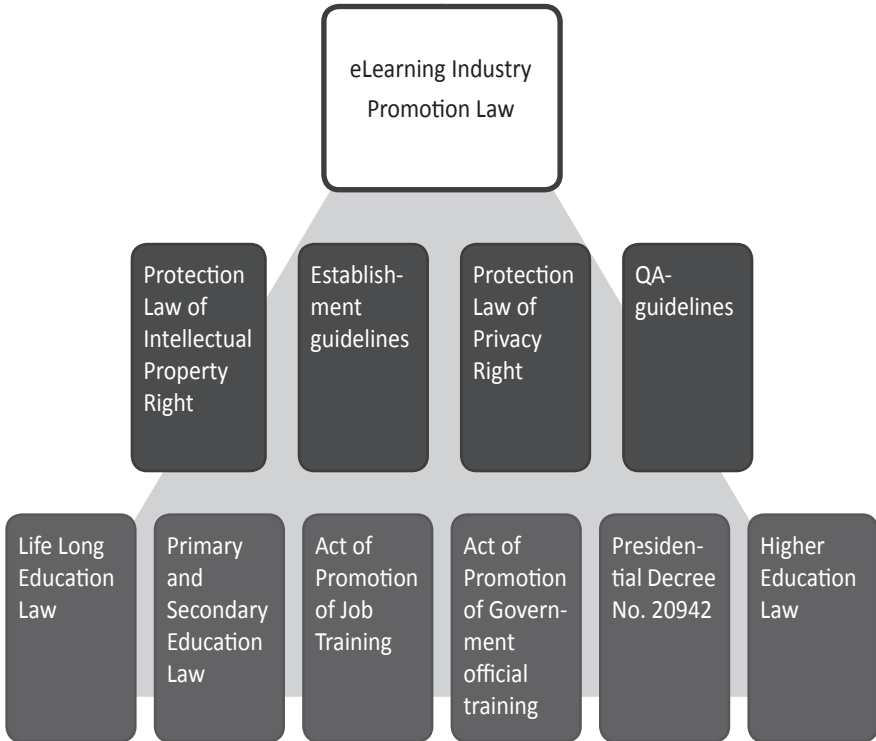 eLearning Industry
Promotion Law
Protection
Law of
Intellectual
Property
Right
Establish-
ment
guidelines
Protection
Law of
Privacy
Right
QA-
guidelines
Life Long
Education
Law
Primary
and
Secondary
Education
Law
Act of
Promotion
of Job
Training
Act of
Promotion
of Govern-
ment
official
training
Presiden-
tial Decree
No. 20942
Higher
Education
Law